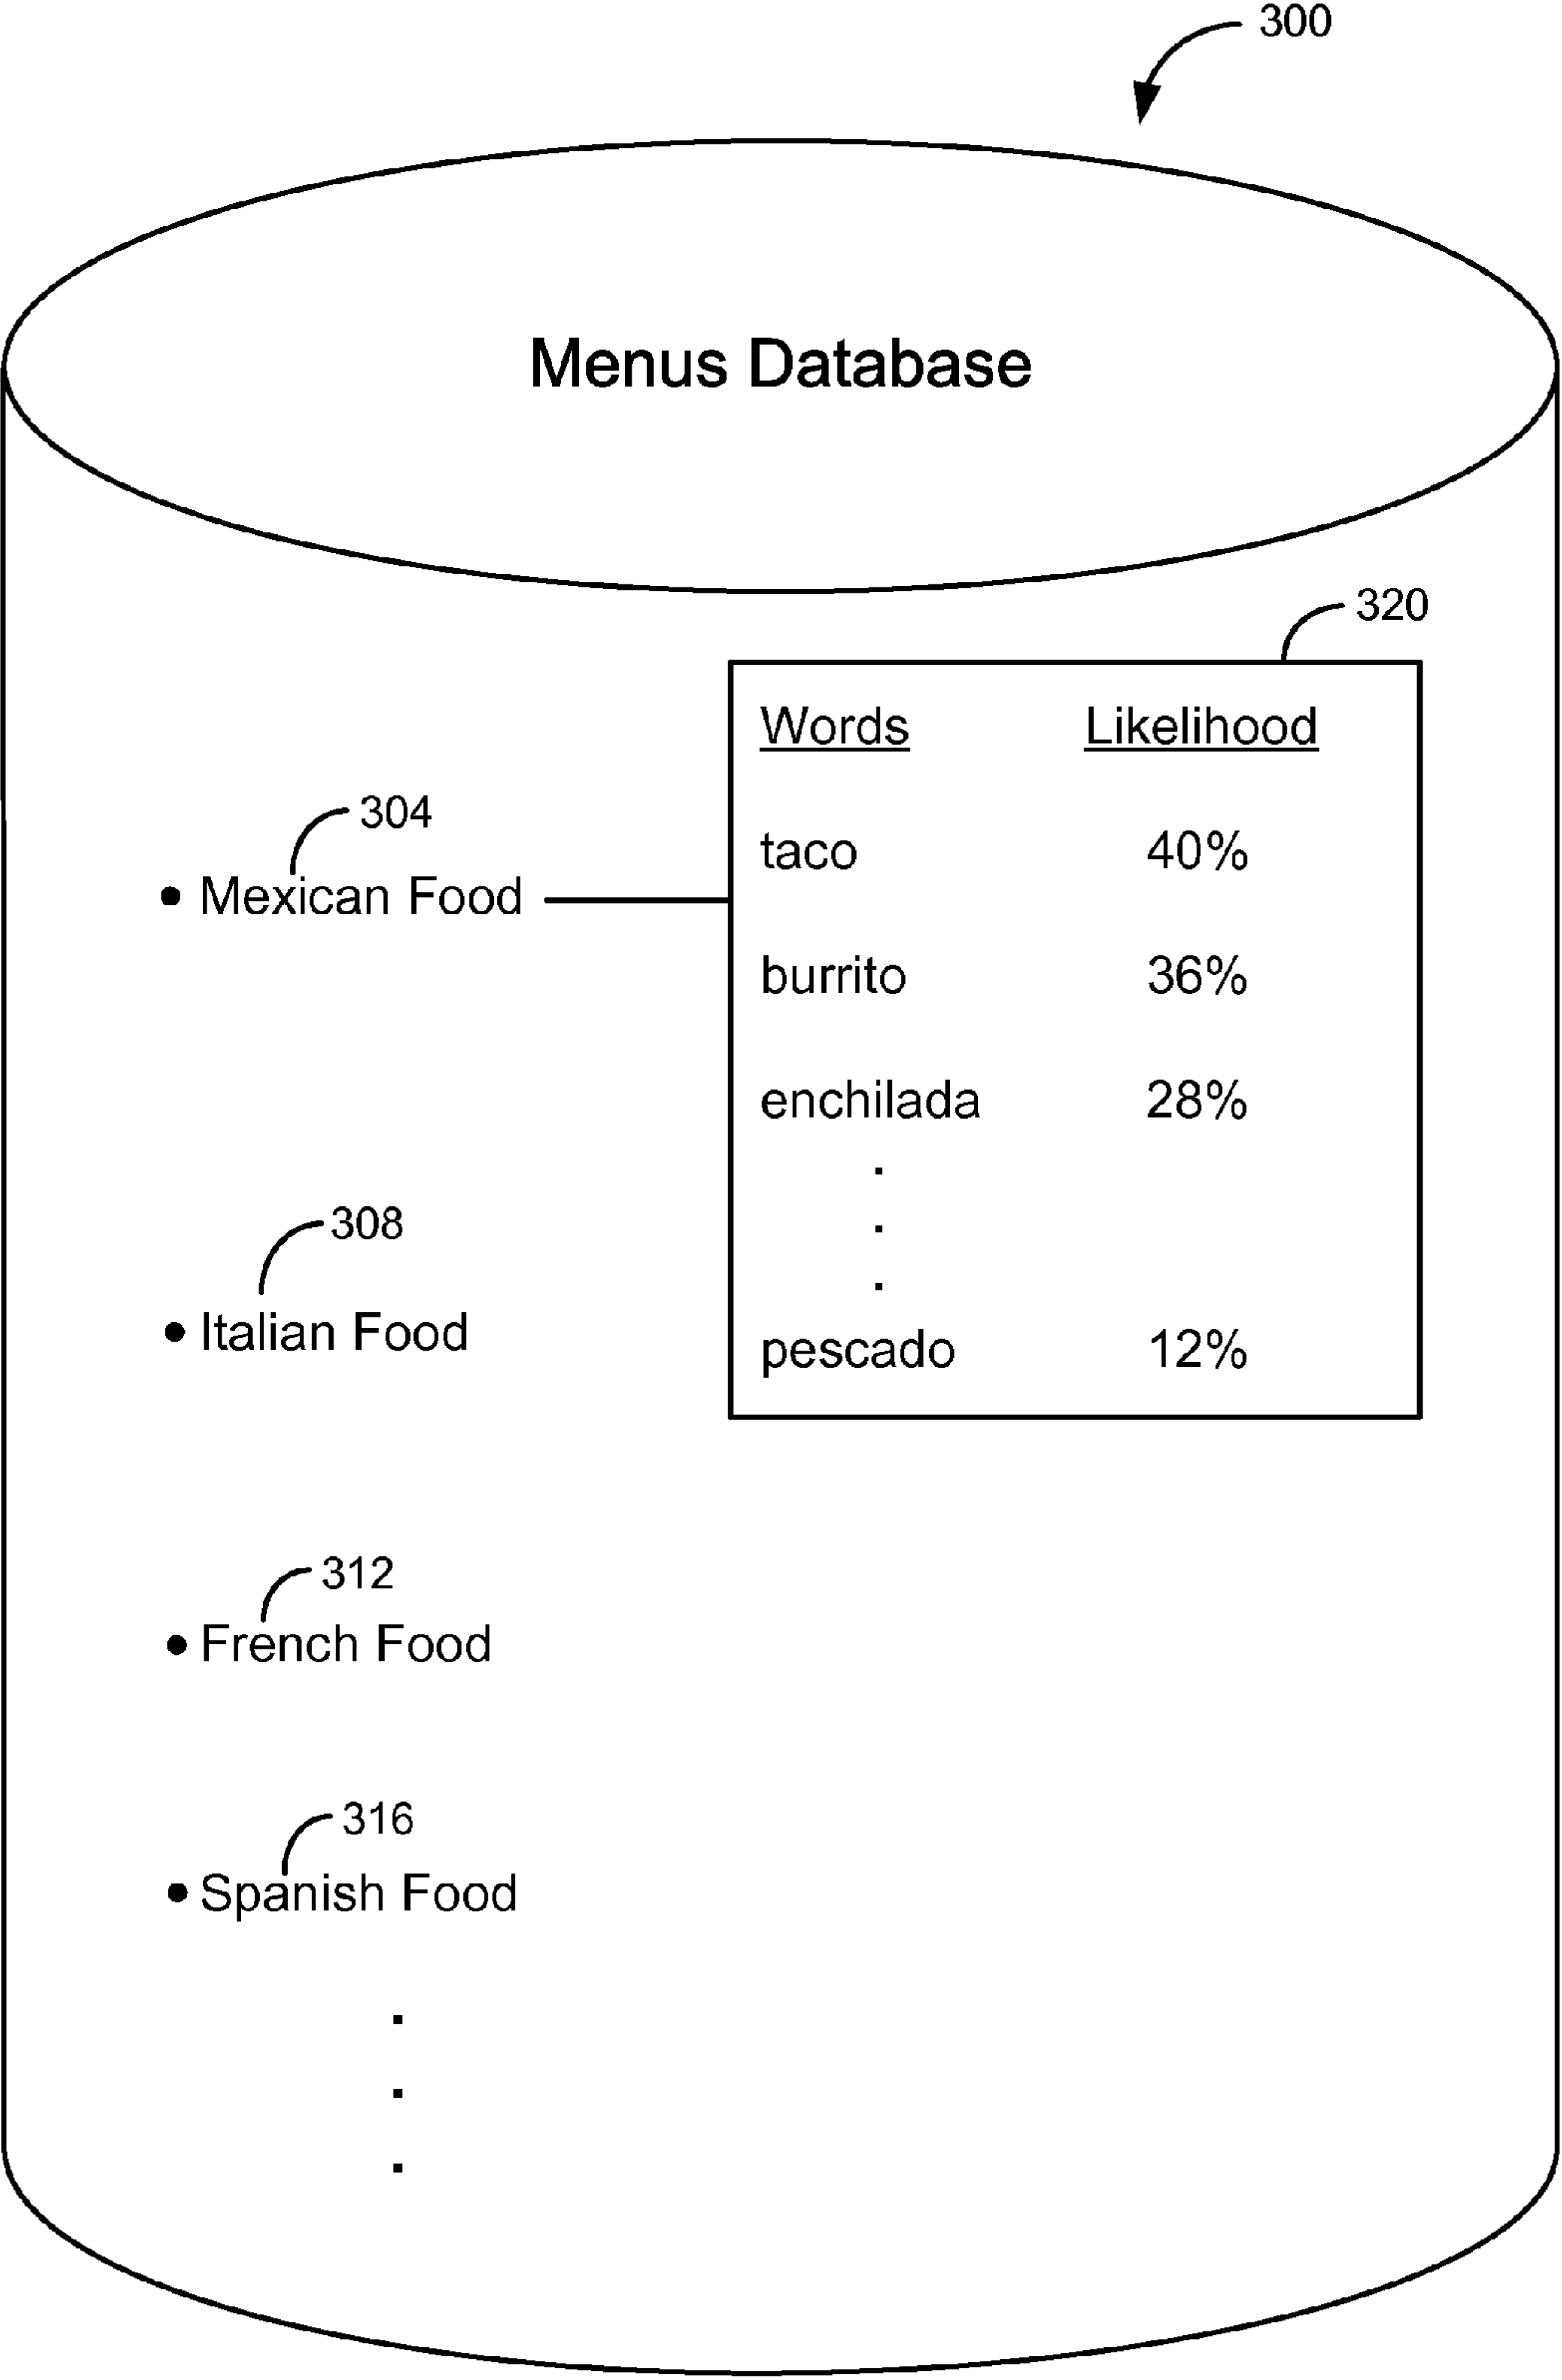 300
Menus Database
320
Words Likelihood
304
taco 40%
• Mexican Food
burrito 36%
enchilada 28%
.
.
.
308
• Italian Food
pescado 12%
312
• French Food
316
• Spanish Food
.
.
.